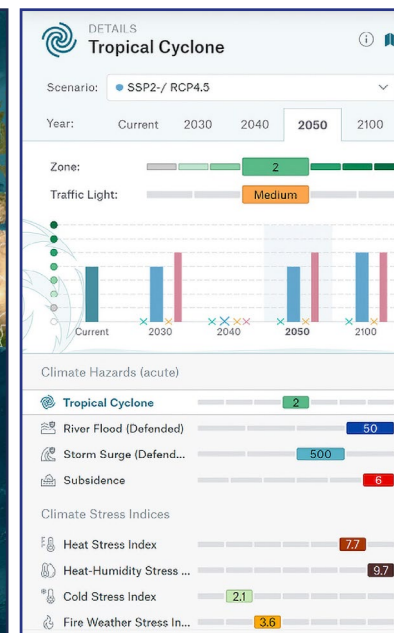 DETAILS
Tropical Cyclone
Scenario: SSP2-/ RCP4.5
Year: Current 2030 2040 2050 2100
Zone: 2
Traffic Light: Medium
Current 2030 2040 2050 2100
Climate Hazards (acute)
Tropical Cyclone 2
River Flood (Defended) 50
Storm Surge (Defend... 500
Subsidence 6
Climate Stress Indices
Heat Stress Index 7.7
Heat-Humidity Stress ... 9.7
Cold Stress Index 2.1
Fire Weather Stress In... 3.6